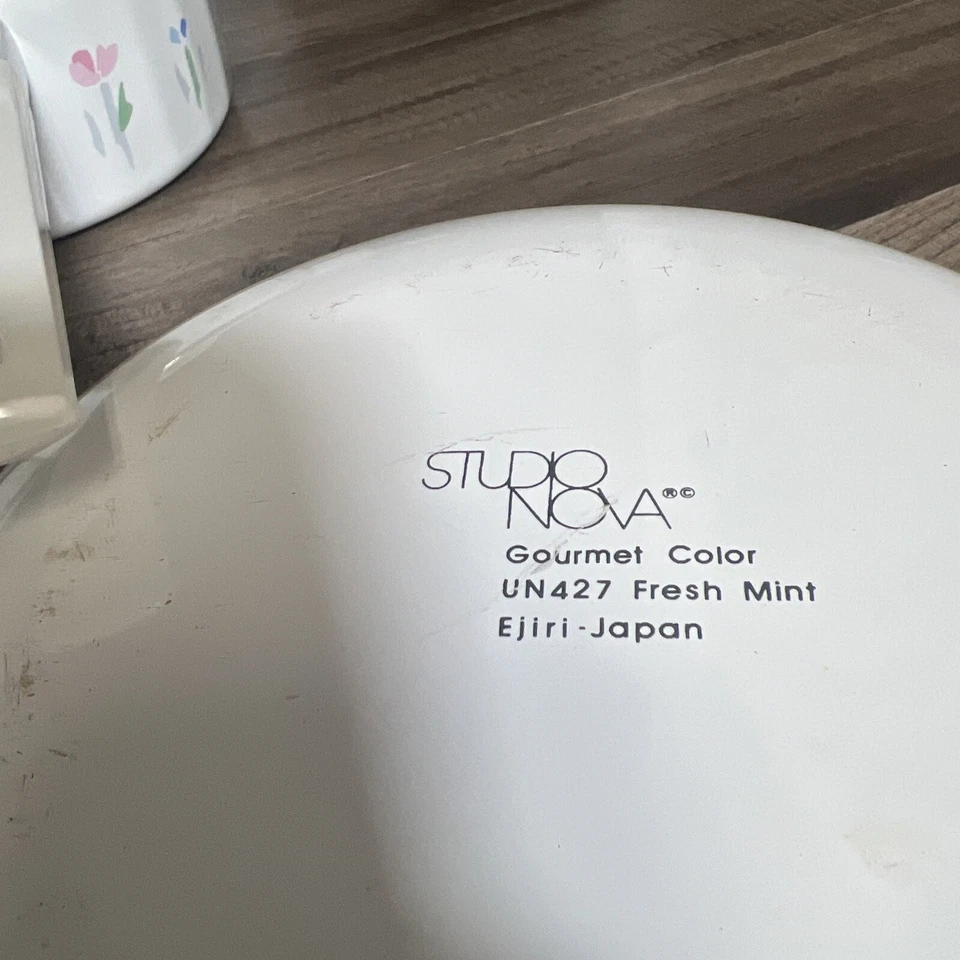 STUDIO
NOVA®©
Gourmet Color
UN427 Fresh Mint
Ejiri-Japan